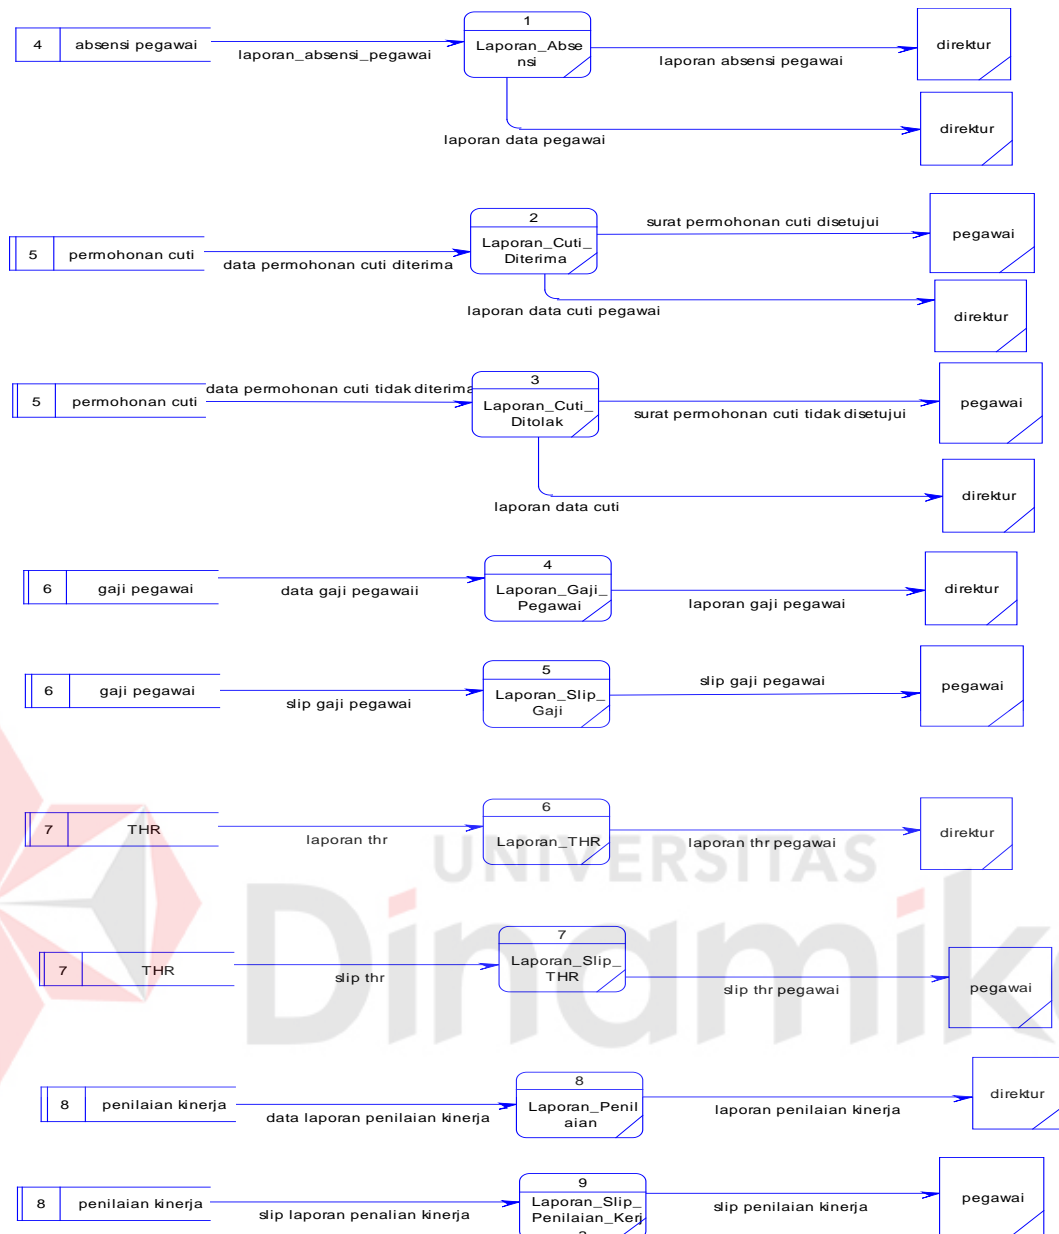 1
4 absensi pegawai
laporan_absensi_pegawai
Laporan_Abse
nsi
laporan absensi pegawai
direktur
laporan data pegawai
direktur
2
5 permohonan cuti
data permohonan cuti diterima
Laporan_Cuti_
Diterima
surat permohonan cuti disetujui
pegawai
laporan data cuti pegawai
direktur
3
5 permohonan cuti
data permohonan cuti tidak diterima
Laporan_Cuti_
Ditolak
surat permohonan cuti tidak disetujui
pegawai
laporan data cuti
direktur
4
6 gaji pegawai
data gaji pegawaii
Laporan_Gaji_
Pegawai
laporan gaji pegawai
direktur
5
6 gaji pegawai
slip gaji pegawai
Laporan_Slip_
Gaji
slip gaji pegawai
pegawai
6
7 THR
laporan thr
Laporan_THR
laporan thr pegawai
direktur
UNIVERSITAS
Dinamik
7
7 THR
slip thr
Laporan_Slip_
THR
slip thr pegawai
pegawai
8
8 penilaian kinerja
data laporan penilaian kinerja
Laporan_Penil
aian
laporan penilaian kinerja
direktur
9
8 penilaian kinerja
slip laporan penalian kinerja
Laporan_Slip_
Penilaian_Kerj
slip penilaian kinerja
pegawai